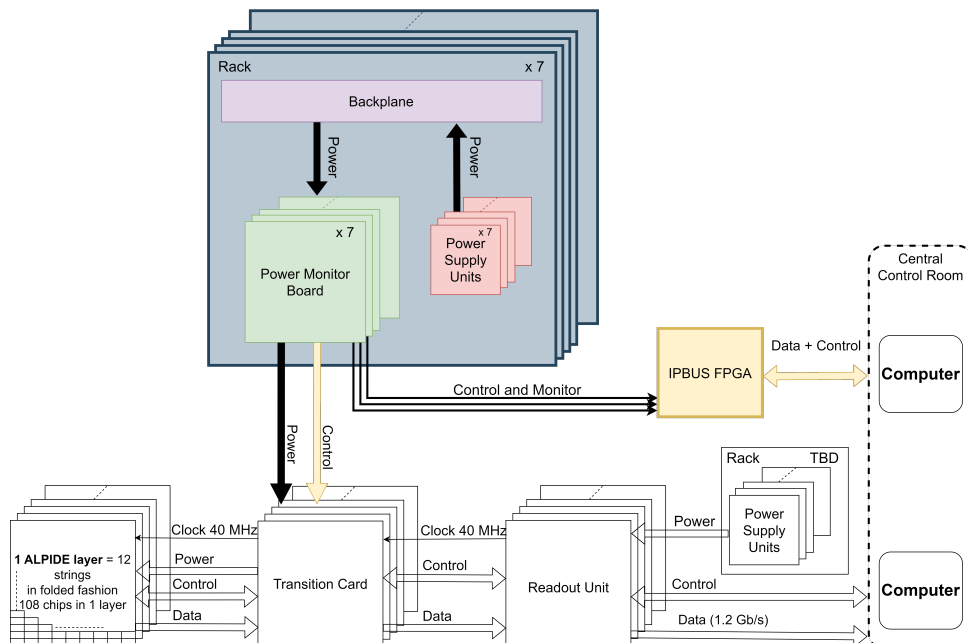 Rack
x 7
Backplane
Power
Power
x 7
Power Monitor
Board
x 7
Power
Supply
Units
Central
Control Room
IPBUS FPGA
Data + Control
Computer
Control and Monitor
Power
Control
Rack
TBD
Power
Supply
Units
Clock 40 MHz
Clock 40 MHz
Power
1 ALPIDE layer = 12
strings
in folded fashion
108 chips in 1 layer
Power
Control
Data
Transition Card
Control
Data
Readout Unit
Control
Data (1.2 Gb/s)
Computer